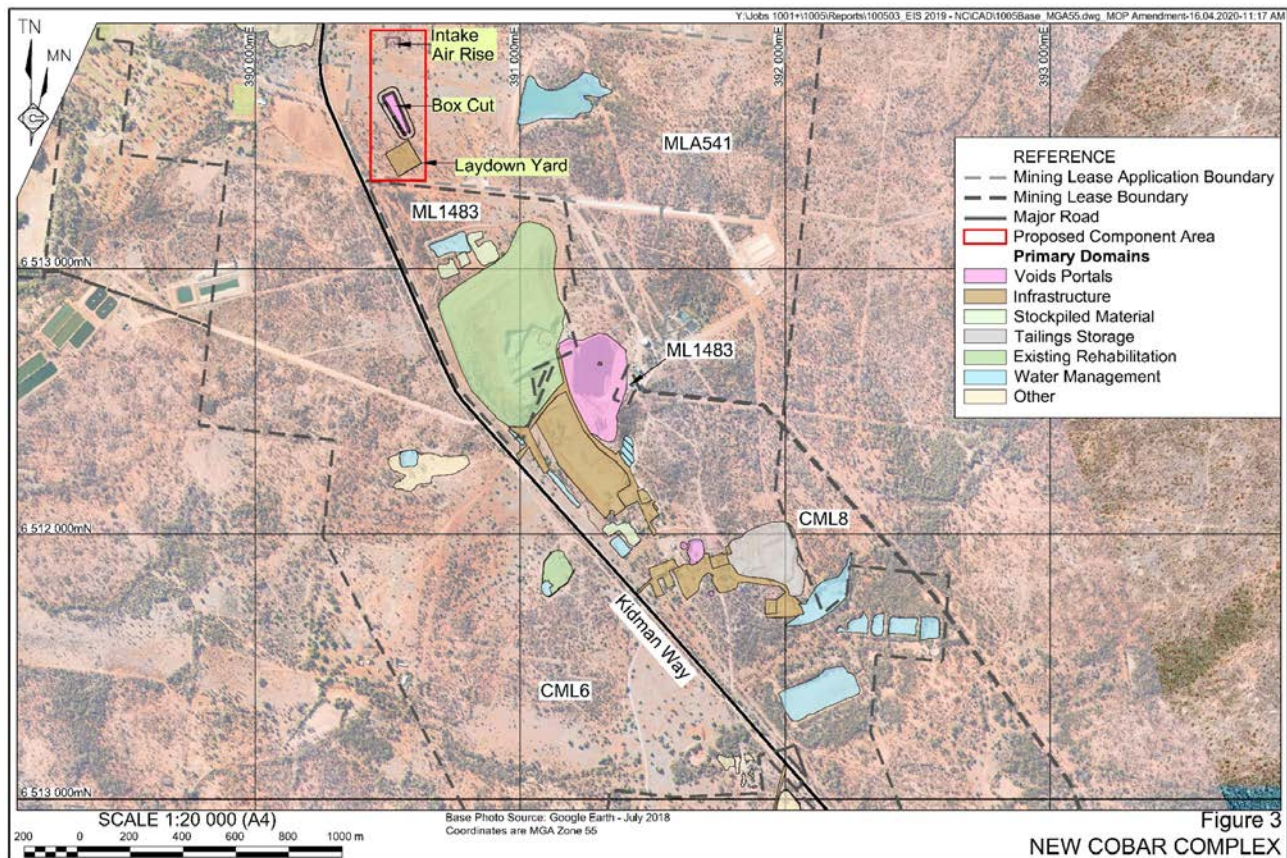 Y:\Jobs 1001+\1005\Reports\100503_EIS 2019 - NC\CAD\1005Base_MGA55.dwg_MOP Amendment-16.04.2020-11:17 AM
TN
MN
390 000mE
391 000mE
392 000mE
393 000mE
Intake
Air Rise
Box Cut
Laydown Yard
MLA541
ML1483
6 513 000mN
REFERENCE
Mining Lease Application Boundary
Mining Lease Boundary
Major Road
Proposed Component Area
Primary Domains
Voids Portals
Infrastructure
Stockpiled Material
Tailings Storage
Existing Rehabilitation
Water Management
Other
ML1483
6 512 000mN
CML8
Kidman Way
CML6
6 513 000mN
SCALE 1:20 000 (A4)
200 0 200 400 600 800 1000 m
Base Photo Source: Google Earth - July 2018
Coordinates are MGA Zone 55
Figure 3
NEW COBAR COMPLEX